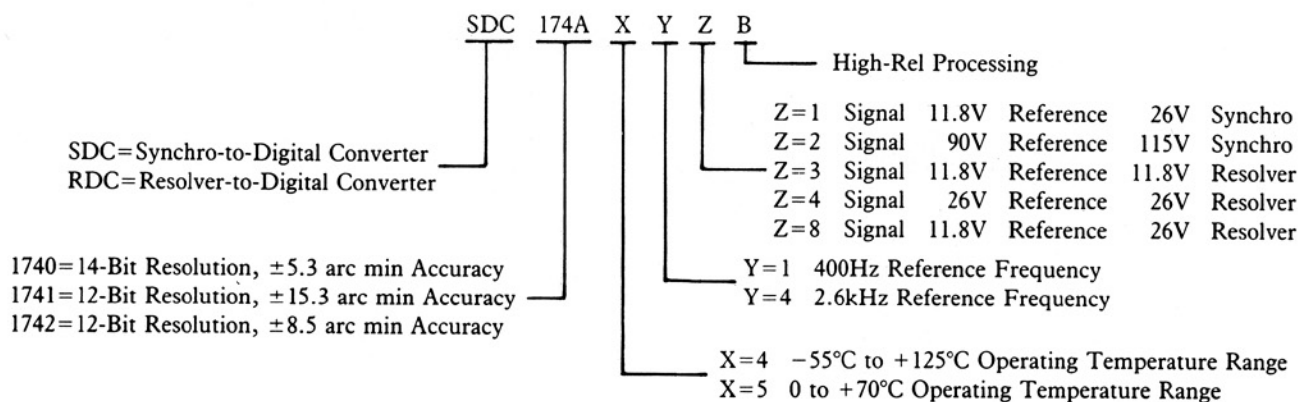 SDC 174A X Y Z B
High-Rel Processing
Z=1 Signal 11.8V Reference 26V Synchro
Z=2 Signal 90V Reference 115V Synchro
Z=3 Signal 11.8V Reference 11.8V Resolver
Z=4 Signal 26V Reference 26V Resolver
Z=8 Signal 11.8V Reference 26V Resolver
SDC=Synchro-to-Digital Converter
RDC=Resolver-to-Digital Converter
Y=1 400Hz Reference Frequency
Y=4 2.6kHz Reference Frequency
1740=14-Bit Resolution, ±5.3 arc min Accuracy
1741=12-Bit Resolution, ±15.3 arc min Accuracy
1742=12-Bit Resolution, ±8.5 arc min Accuracy
X=4 −55°C to +125°C Operating Temperature Range
X=5 0 to +70°C Operating Temperature Range